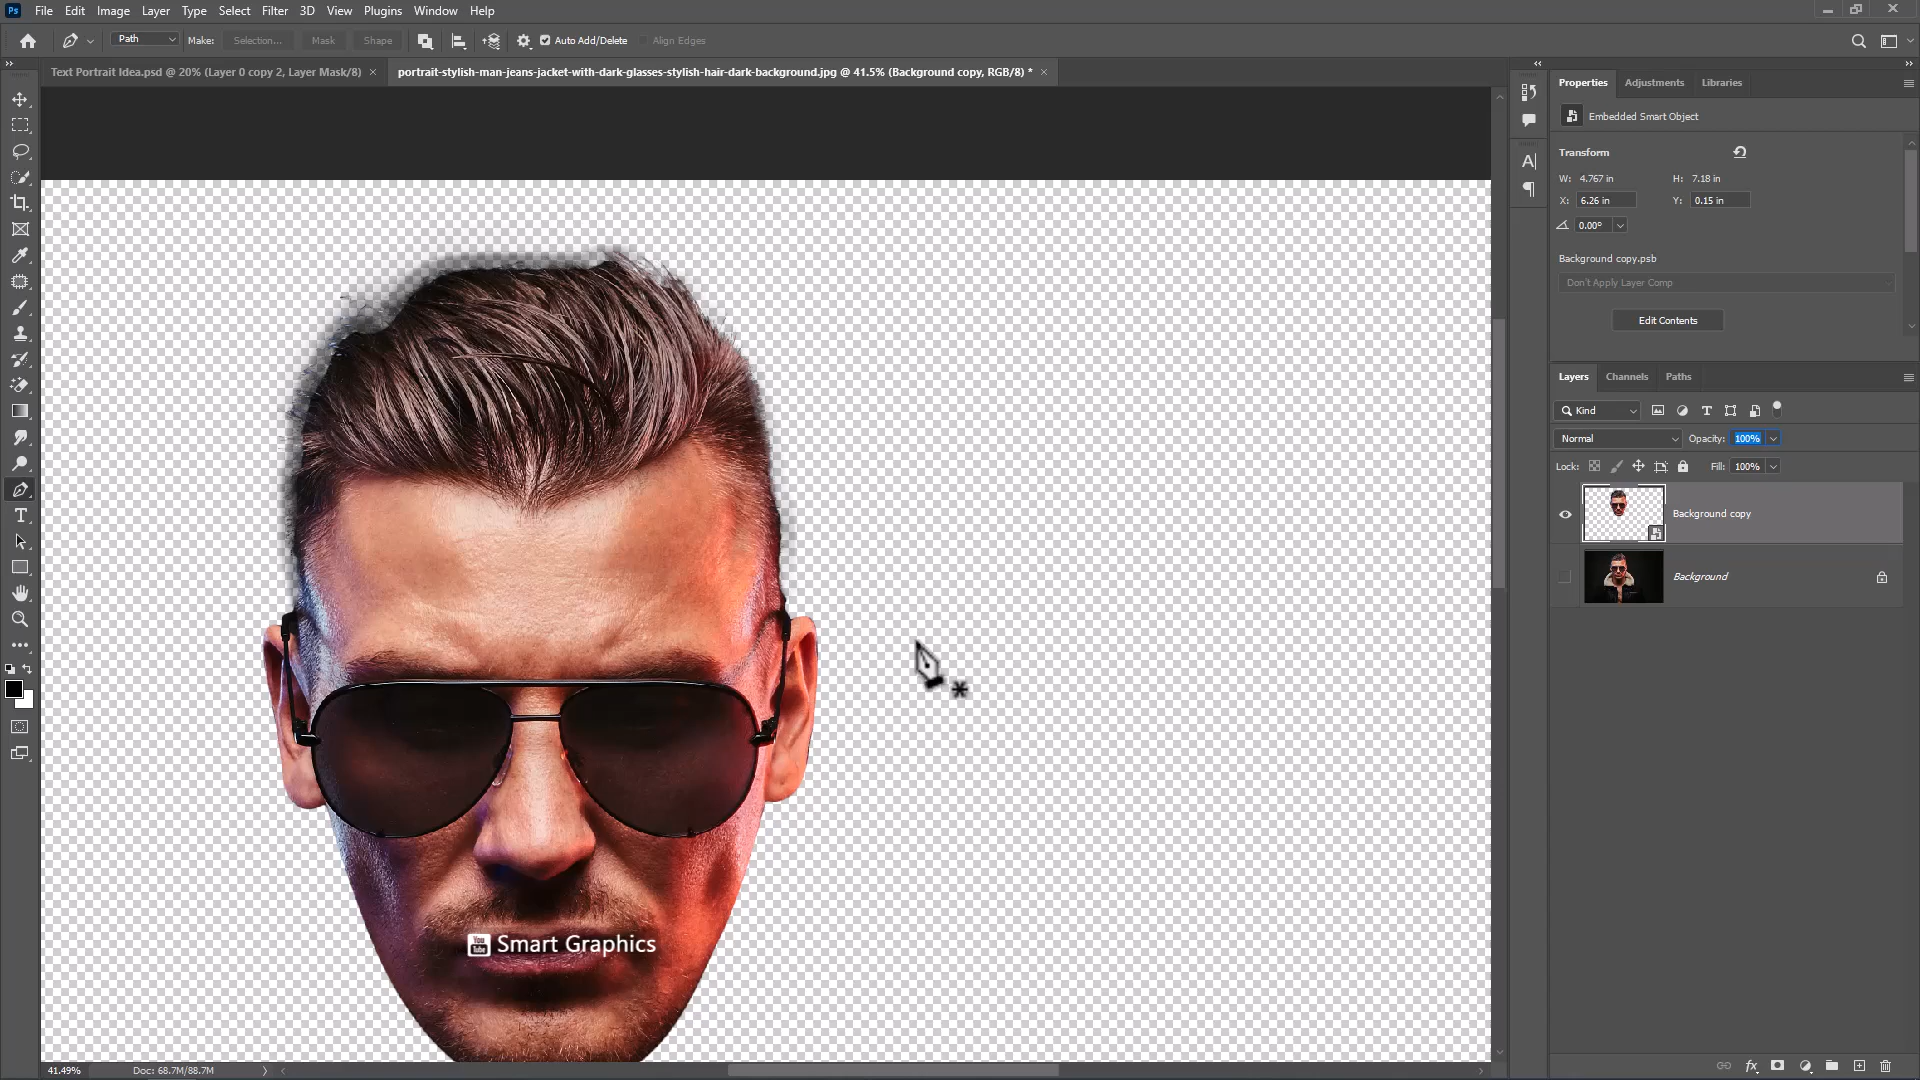 Ps File Edit Image Layer Type Select Filter 3D View Plugins Window Help
Path Make: Selection... Mask Shape Auto Add/Delete Align Edges
Text Portrait Idea.psd @ 20% (Layer 0 copy 2, Layer Mask/8) × portrait-stylish-man-jeans-jacket-with-dark-glasses-stylish-hair-dark-background.jpg @ 41.5% (Background copy, RGB/8) * ×
Properties Adjustments Libraries
Embedded Smart Object
Transform
W: 4.767 in H: 7.18 in
X: 6.26 in Y: 0.15 in
0.00°
Background copy.psb
Don't Apply Layer Comp
Edit Contents
Layers Channels Paths
Kind
Normal Opacity: 100%
Lock: Fill: 100%
Background copy
Background
You Tube Smart Graphics
41.49% Doc: 68.7M/88.7M